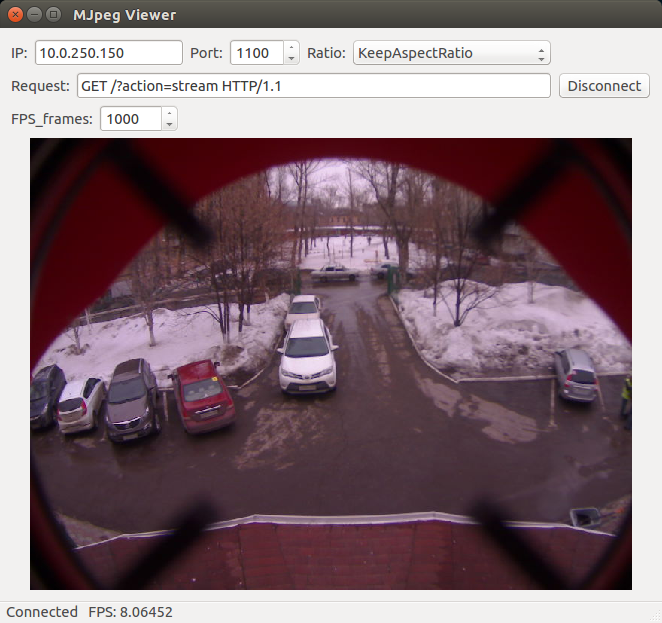 MJpeg Viewer
IP: 10.0.250.150 Port: 1100 Ratio: KeepAspectRatio
Request: GET /?action=stream HTTP/1.1 Disconnect
FPS_frames: 1000
Connected FPS: 8.06452